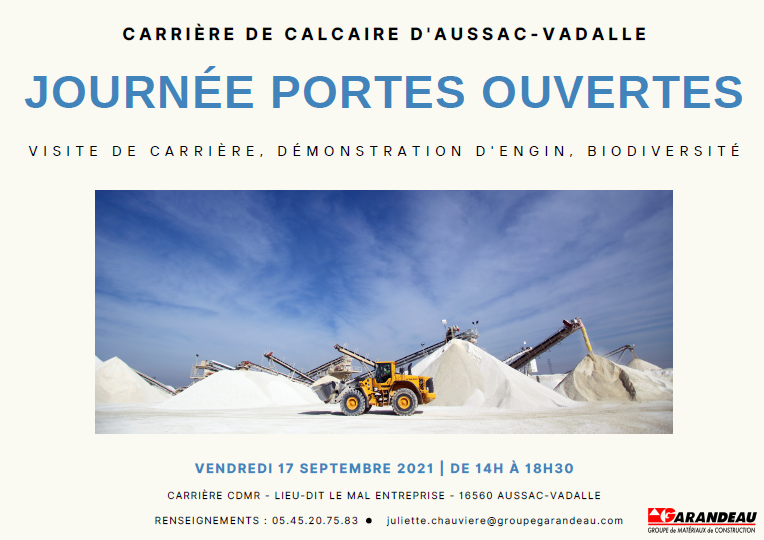 CARRIÈRE DE CALCAIRE D'AUSSAC-VADALLE
JOURNÉE PORTES OUVERTES
VISITE DE CARRIÈRE, DÉMONSTRATION D'ENGIN, BIODIVERSITÉ
VENDREDI 17 SEPTEMBRE 2021 | DE 14H À 18H30
CARRIÈRE CDMR - LIEU-DIT LE MAL ENTREPRISE - 16560 AUSSAC-VADALLE
RENSEIGNEMENTS : 05.45.20.75.83 ● juliette.chauviere@groupegarandeau.com
GARANDEAU
GROUPE de MATÉRIAUX de CONSTRUCTION